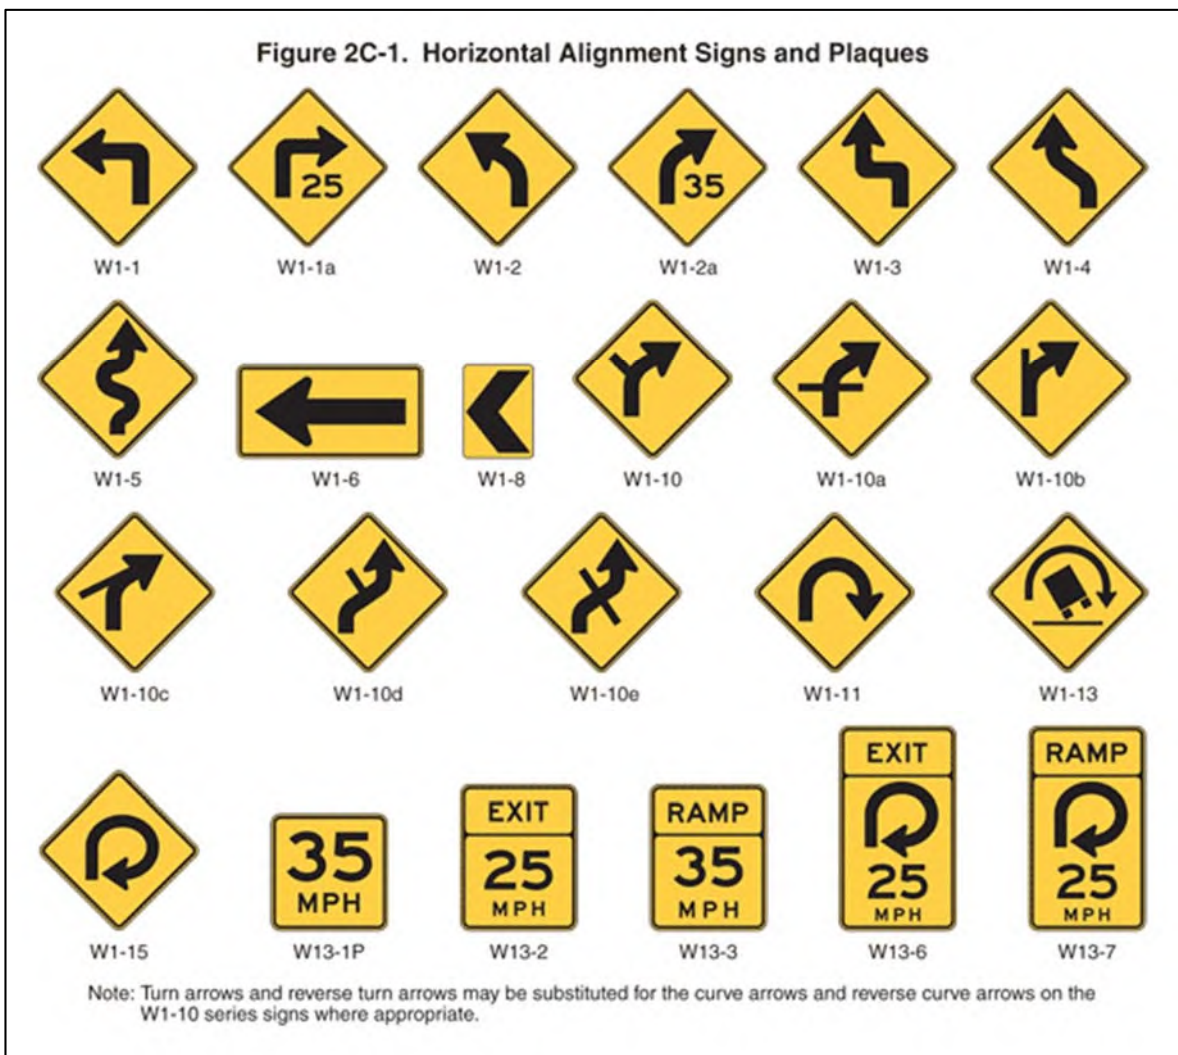 Figure 2C-1. Horizontal Alignment Signs and Plaques
25
35
W1-1 W1-1a W1-2 W1-2a W1-3 W1-4
W1-5 W1-6 W1-8 W1-10 W1-10a W1-10b
W1-10c W1-10d W1-10e W1-11 W1-13
35
MPH
EXIT
25
MPH
RAMP
35
MPH
EXIT
25
MPH
RAMP
25
MPH
W1-15 W13-1P W13-2 W13-3 W13-6 W13-7
Note: Turn arrows and reverse turn arrows may be substituted for the curve arrows and reverse curve arrows on the
W1-10 series signs where appropriate.